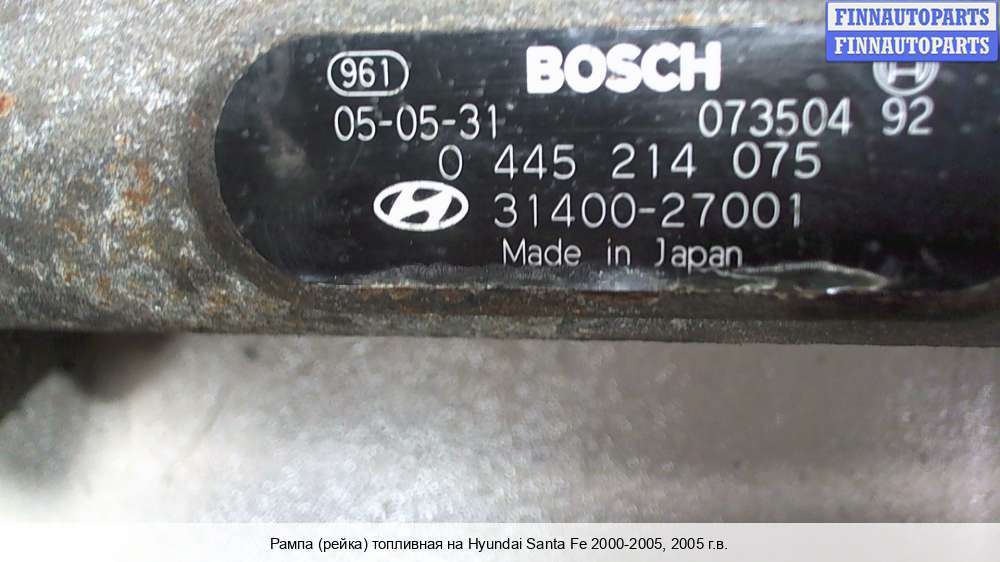 FINNAUTOPARTS
FINNAUTOPARTS
961 BOSCH
05-05-31 073504 92
0 445 214 075
31400-27001
Made in Japan
Рампа (рейка) топливная на Hyundai Santa Fe 2000-2005, 2005 г.в.